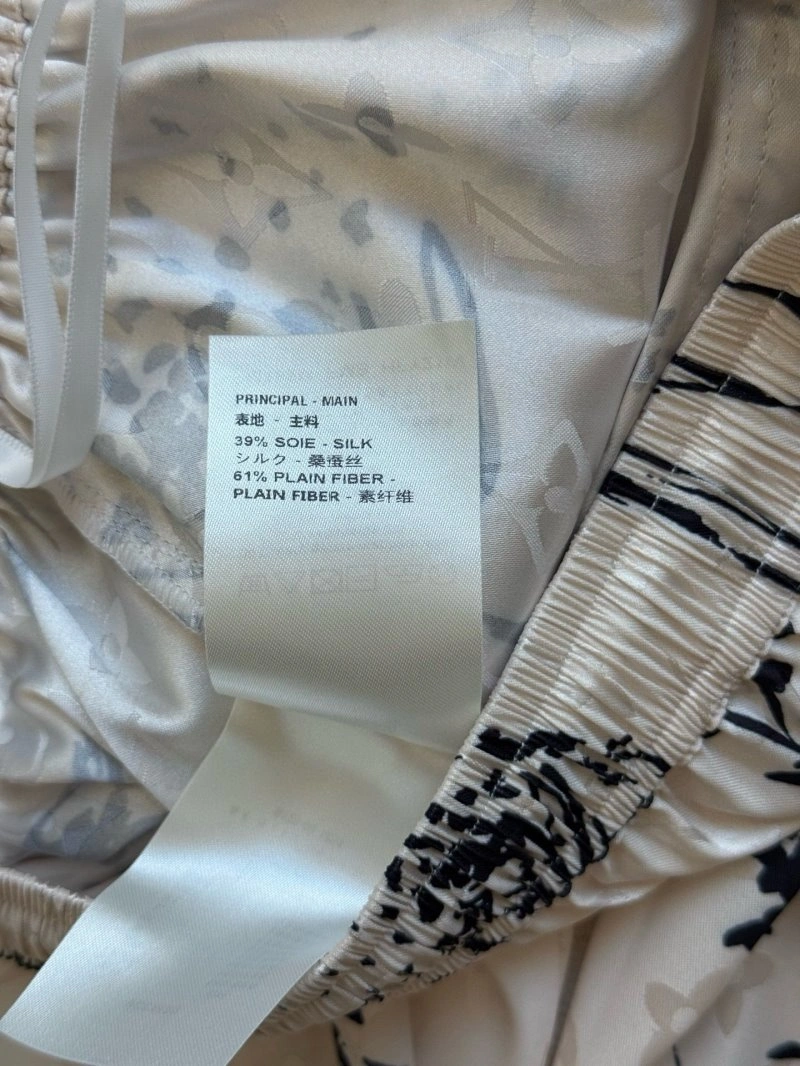 PRINCIPAL - MAIN
表地 - 主料
39% SOIE - SILK
シルク - 桑蚕丝
61% PLAIN FIBER -
PLAIN FIBER - 素纤维